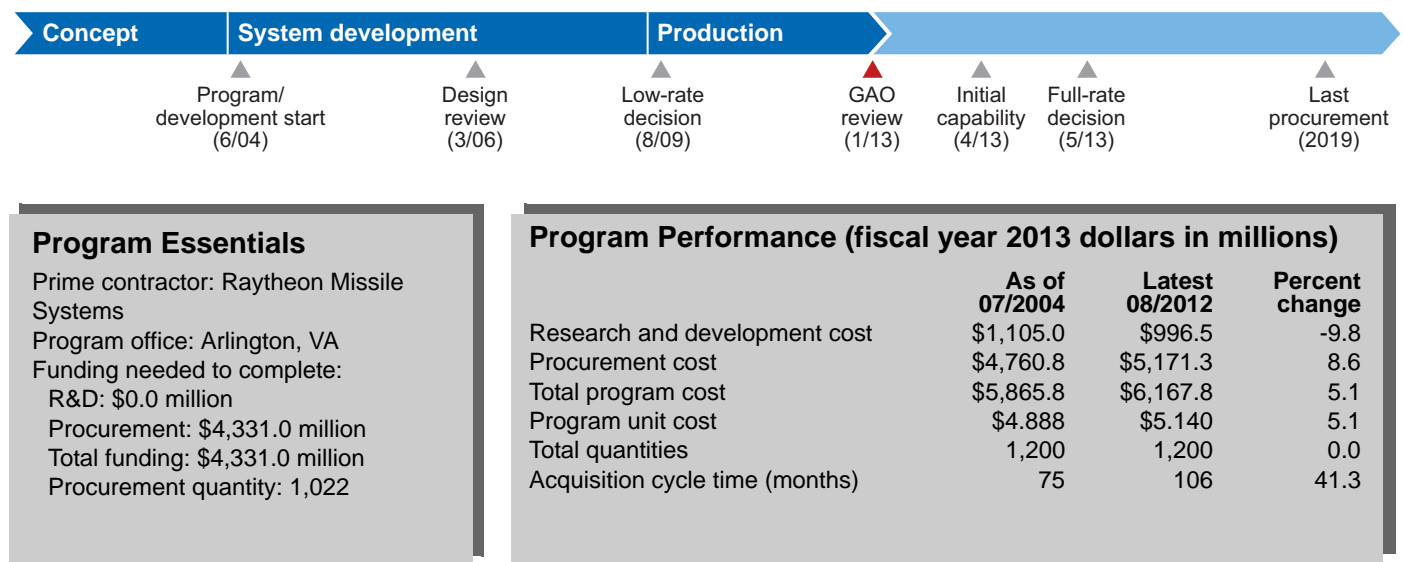 Concept System development Production
Program/ development start (6/04)
Design review (3/06)
Low-rate decision (8/09)
GAO review (1/13)
Initial capability (4/13)
Full-rate decision (5/13)
Last procurement (2019)
Program Essentials
Prime contractor: Raytheon Missile
Systems
Program office: Arlington, VA
Funding needed to complete:
R&D: $0.0 million
Procurement: $4,331.0 million
Total funding: $4,331.0 million
Procurement quantity: 1,022
Program Performance (fiscal year 2013 dollars in millions)
As of Latest Percent
07/2004 08/2012 change
Research and development cost $1,105.0 $996.5 -9.8
Procurement cost $4,760.8 $5,171.3 8.6
Total program cost $5,865.8 $6,167.8 5.1
Program unit cost $4.888 $5.140 5.1
Total quantities 1,200 1,200 0.0
Acquisition cycle time (months) 75 106 41.3